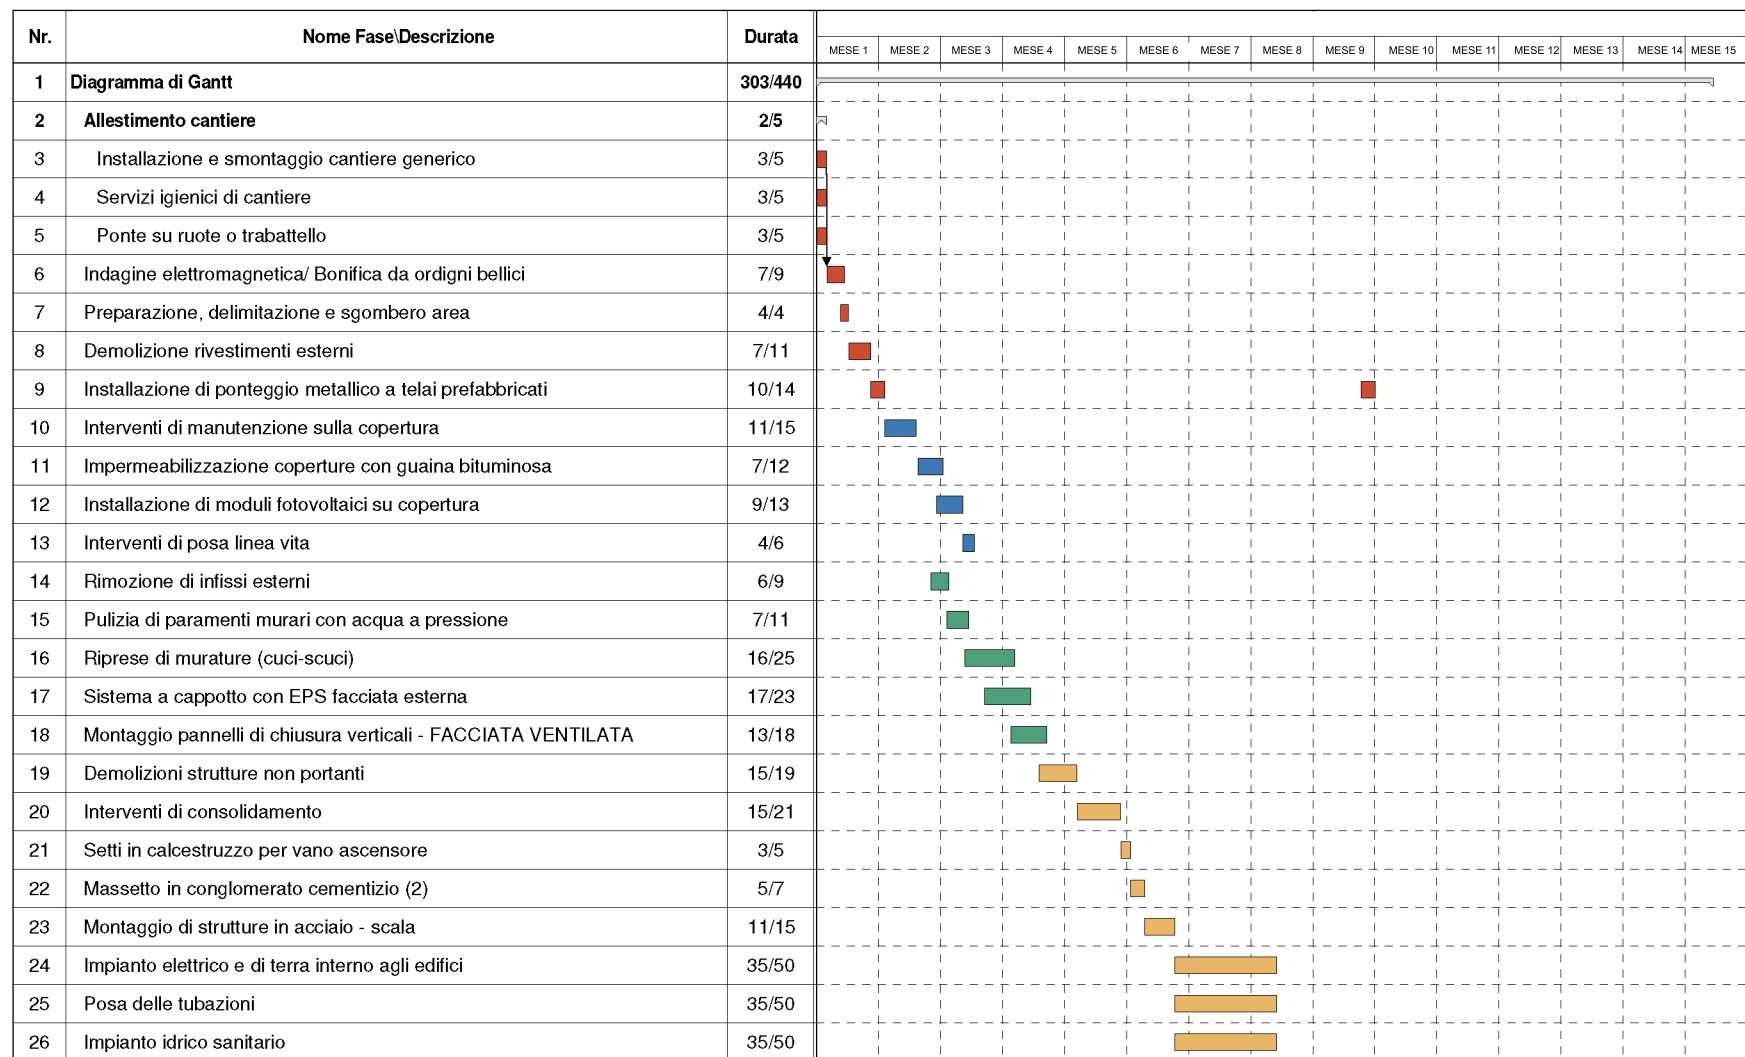 Nr. Nome Fase\Descrizione Durata
MESE 1 MESE 2 MESE 3 MESE 4 MESE 5 MESE 6 MESE 7 MESE 8 MESE 9 MESE 10 MESE 11 MESE 12 MESE 13 MESE 14 MESE 15
1 Diagramma di Gantt 303/440
2 Allestimento cantiere 2/5
3 Installazione e smontaggio cantiere generico 3/5
4 Servizi igienici di cantiere 3/5
5 Ponte su ruote o trabattello 3/5
6 Indagine elettromagnetica/ Bonifica da ordigni bellici 7/9
7 Preparazione, delimitazione e sgombero area 4/4
8 Demolizione rivestimenti esterni 7/11
9 Installazione di ponteggio metallico a telai prefabbricati 10/14
10 Interventi di manutenzione sulla copertura 11/15
11 Impermeabilizzazione coperture con guaina bituminosa 7/12
12 Installazione di moduli fotovoltaici su copertura 9/13
13 Interventi di posa linea vita 4/6
14 Rimozione di infissi esterni 6/9
15 Pulizia di paramenti murari con acqua a pressione 7/11
16 Riprese di murature (cuci-scuci) 16/25
17 Sistema a cappotto con EPS facciata esterna 17/23
18 Montaggio pannelli di chiusura verticali - FACCIATA VENTILATA 13/18
19 Demolizioni strutture non portanti 15/19
20 Interventi di consolidamento 15/21
21 Setti in calcestruzzo per vano ascensore 3/5
22 Massetto in conglomerato cementizio (2) 5/7
23 Montaggio di strutture in acciaio - scala 11/15
24 Impianto elettrico e di terra interno agli edifici 35/50
25 Posa delle tubazioni 35/50
26 Impianto idrico sanitario 35/50